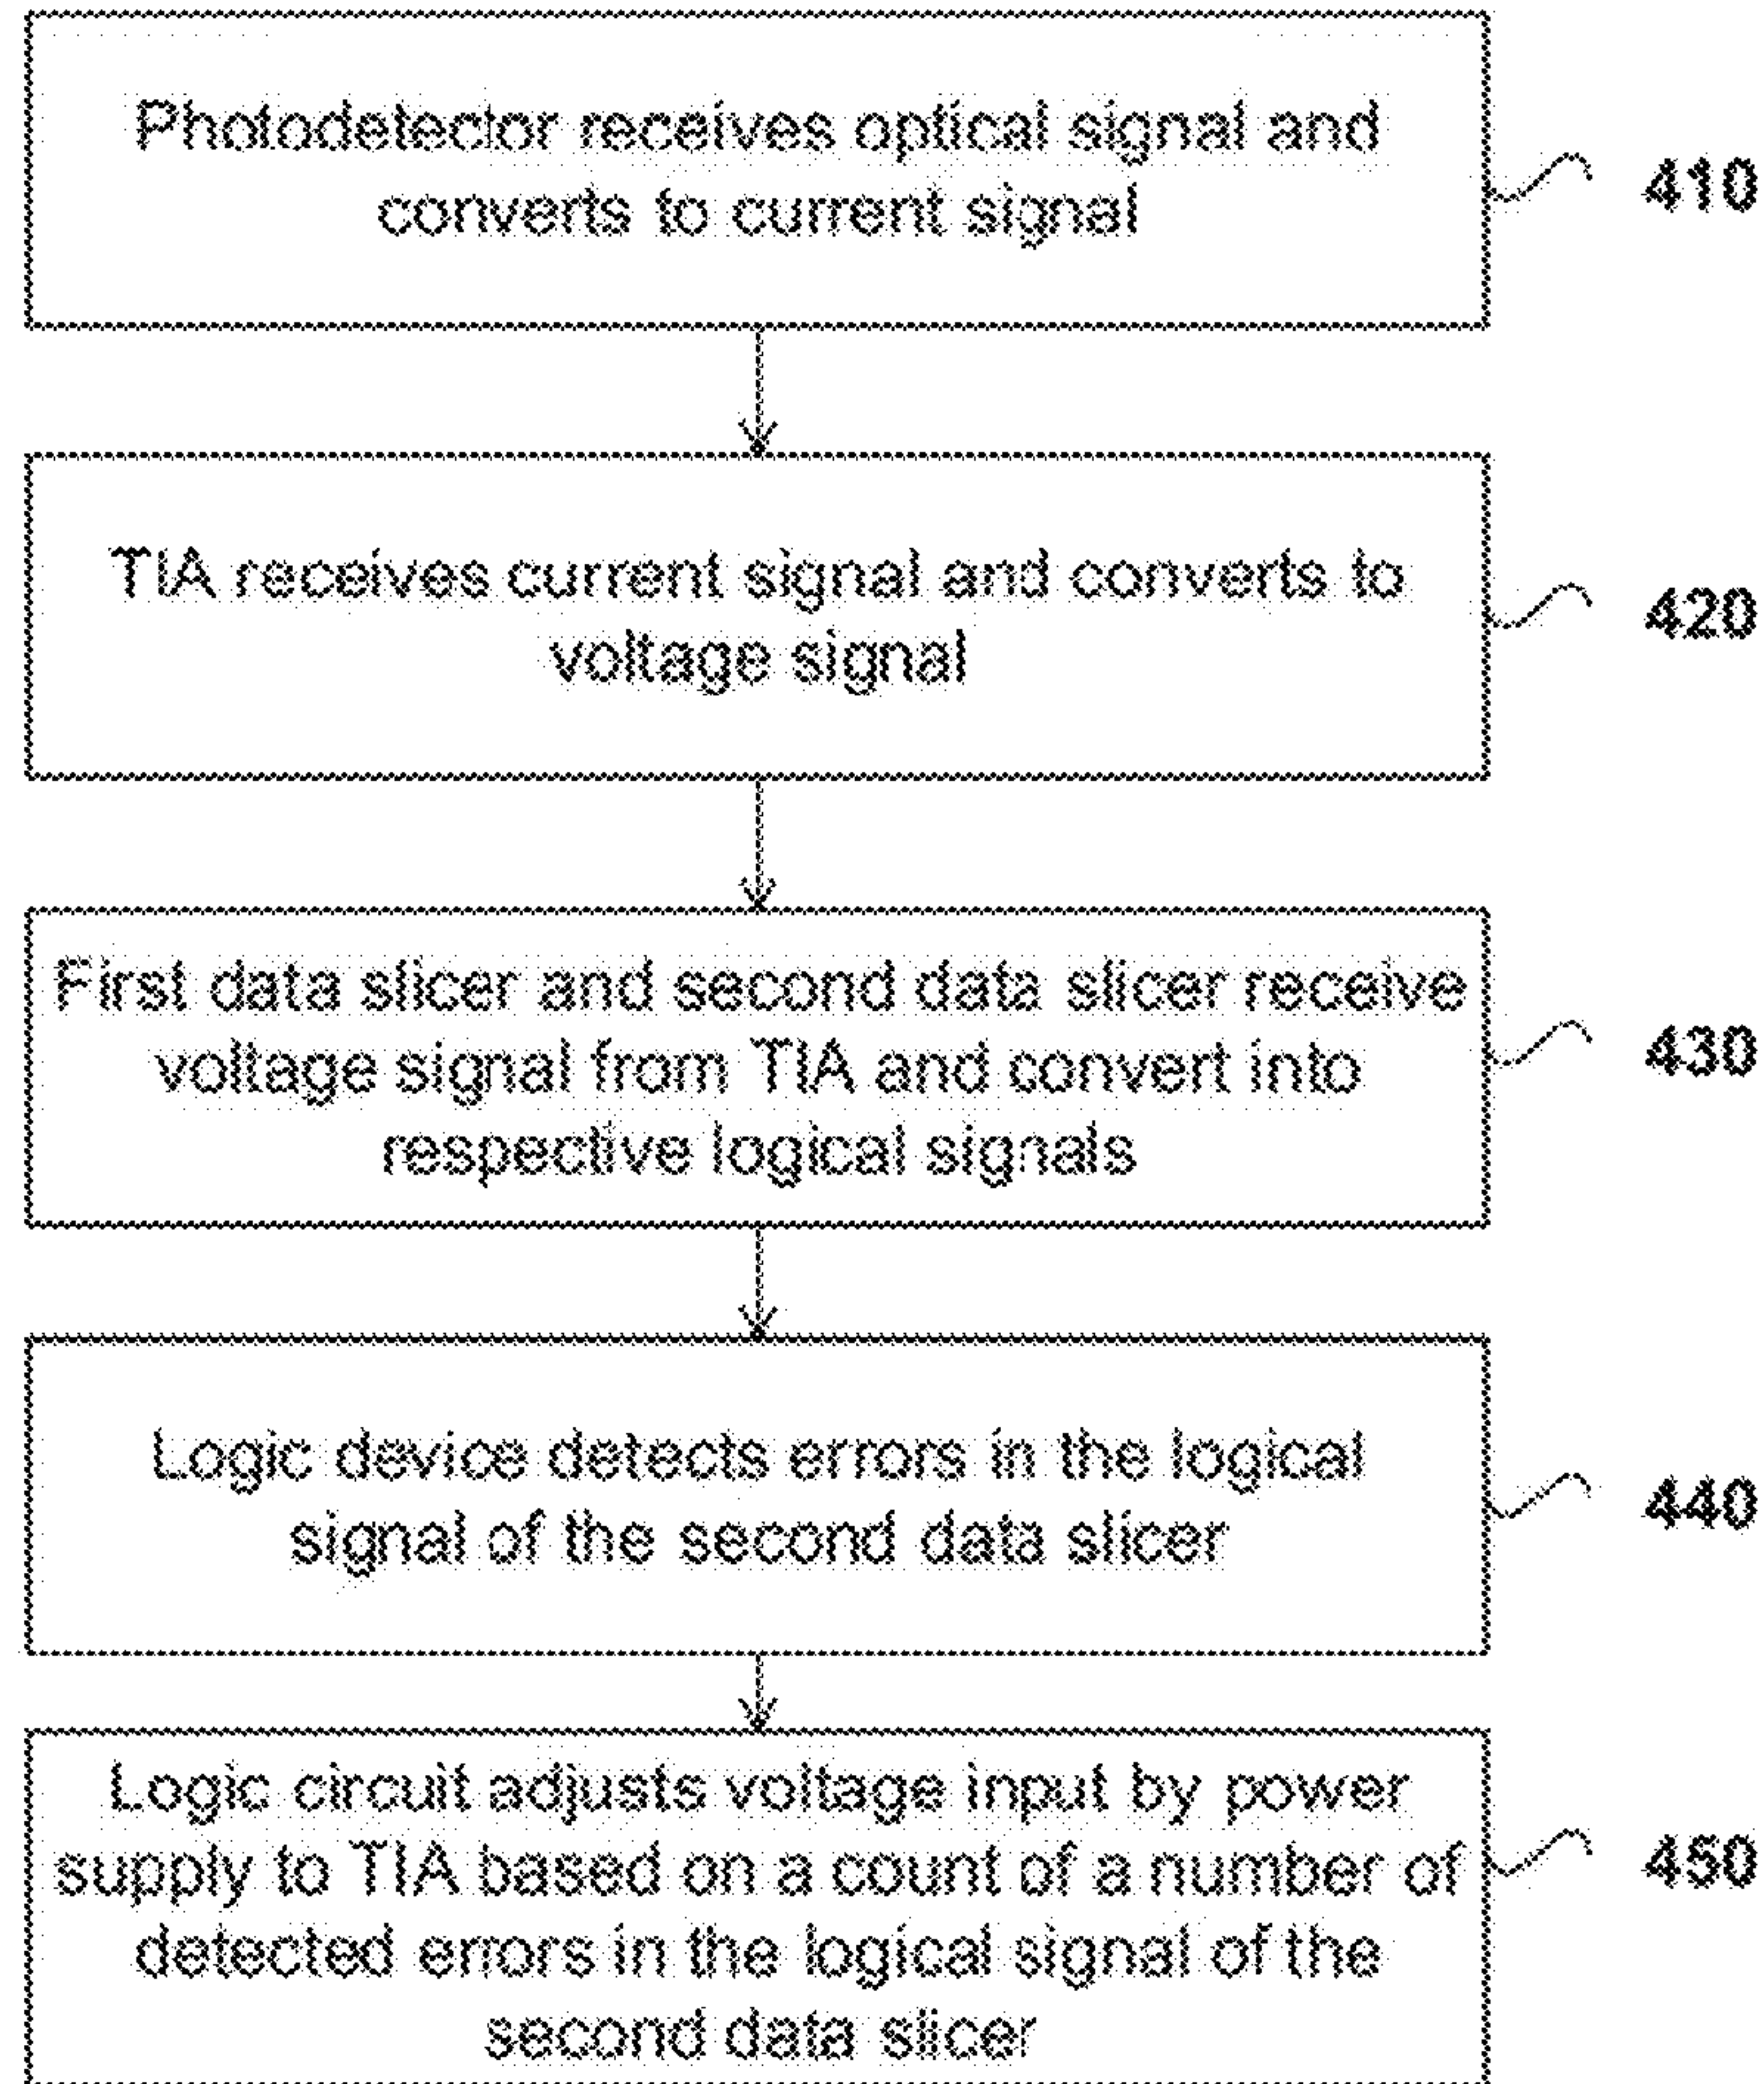 Photodetector receives optical signal and
converts to current signal
410
TIA receives current signal and converts to
voltage signal
420
First data slicer and second data slicer receive
voltage signal from TIA and convert into
respective logical signals
430
Logic device detects errors in the logical
signal of the second data slicer
440
Logic circuit adjusts voltage input by power
supply to TIA based on a count of a number of
detected errors in the logical signal of the
second data slicer
450